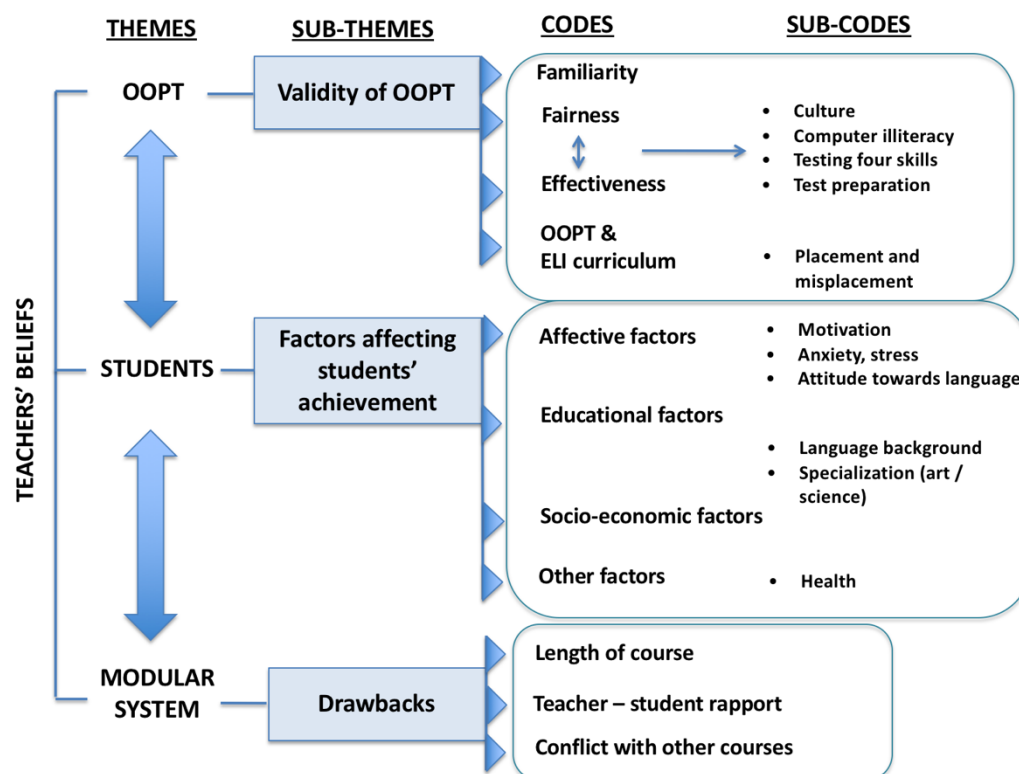 THEMES
SUB-THEMES
CODES
SUB-CODES
TEACHERS’ BELIEFS
OOPT
Validity of OOPT
Familiarity
Fairness
Effectiveness
• Culture
• Computer illiteracy
• Testing four skills
• Test preparation
OOPT &
ELI curriculum
• Placement and
misplacement
STUDENTS
Factors affecting
students’
achievement
Affective factors
• Motivation
• Anxiety, stress
• Attitude towards language
Educational factors
• Language background
• Specialization (art /
science)
Socio-economic factors
Other factors
• Health
MODULAR
SYSTEM
Drawbacks
Length of course
Teacher – student rapport
Conflict with other courses